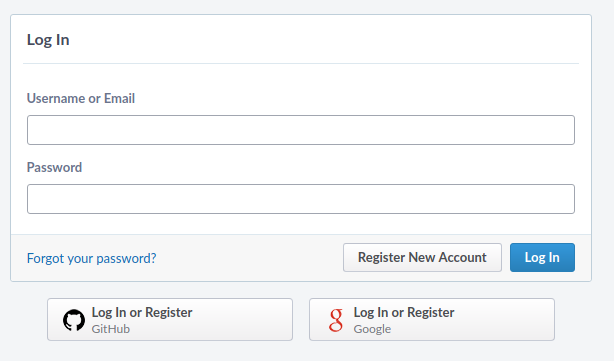 Log In
Username or Email
Password
Forgot your password?
Register New Account
Log In
Log In or Register
GitHub
Log In or Register
Google